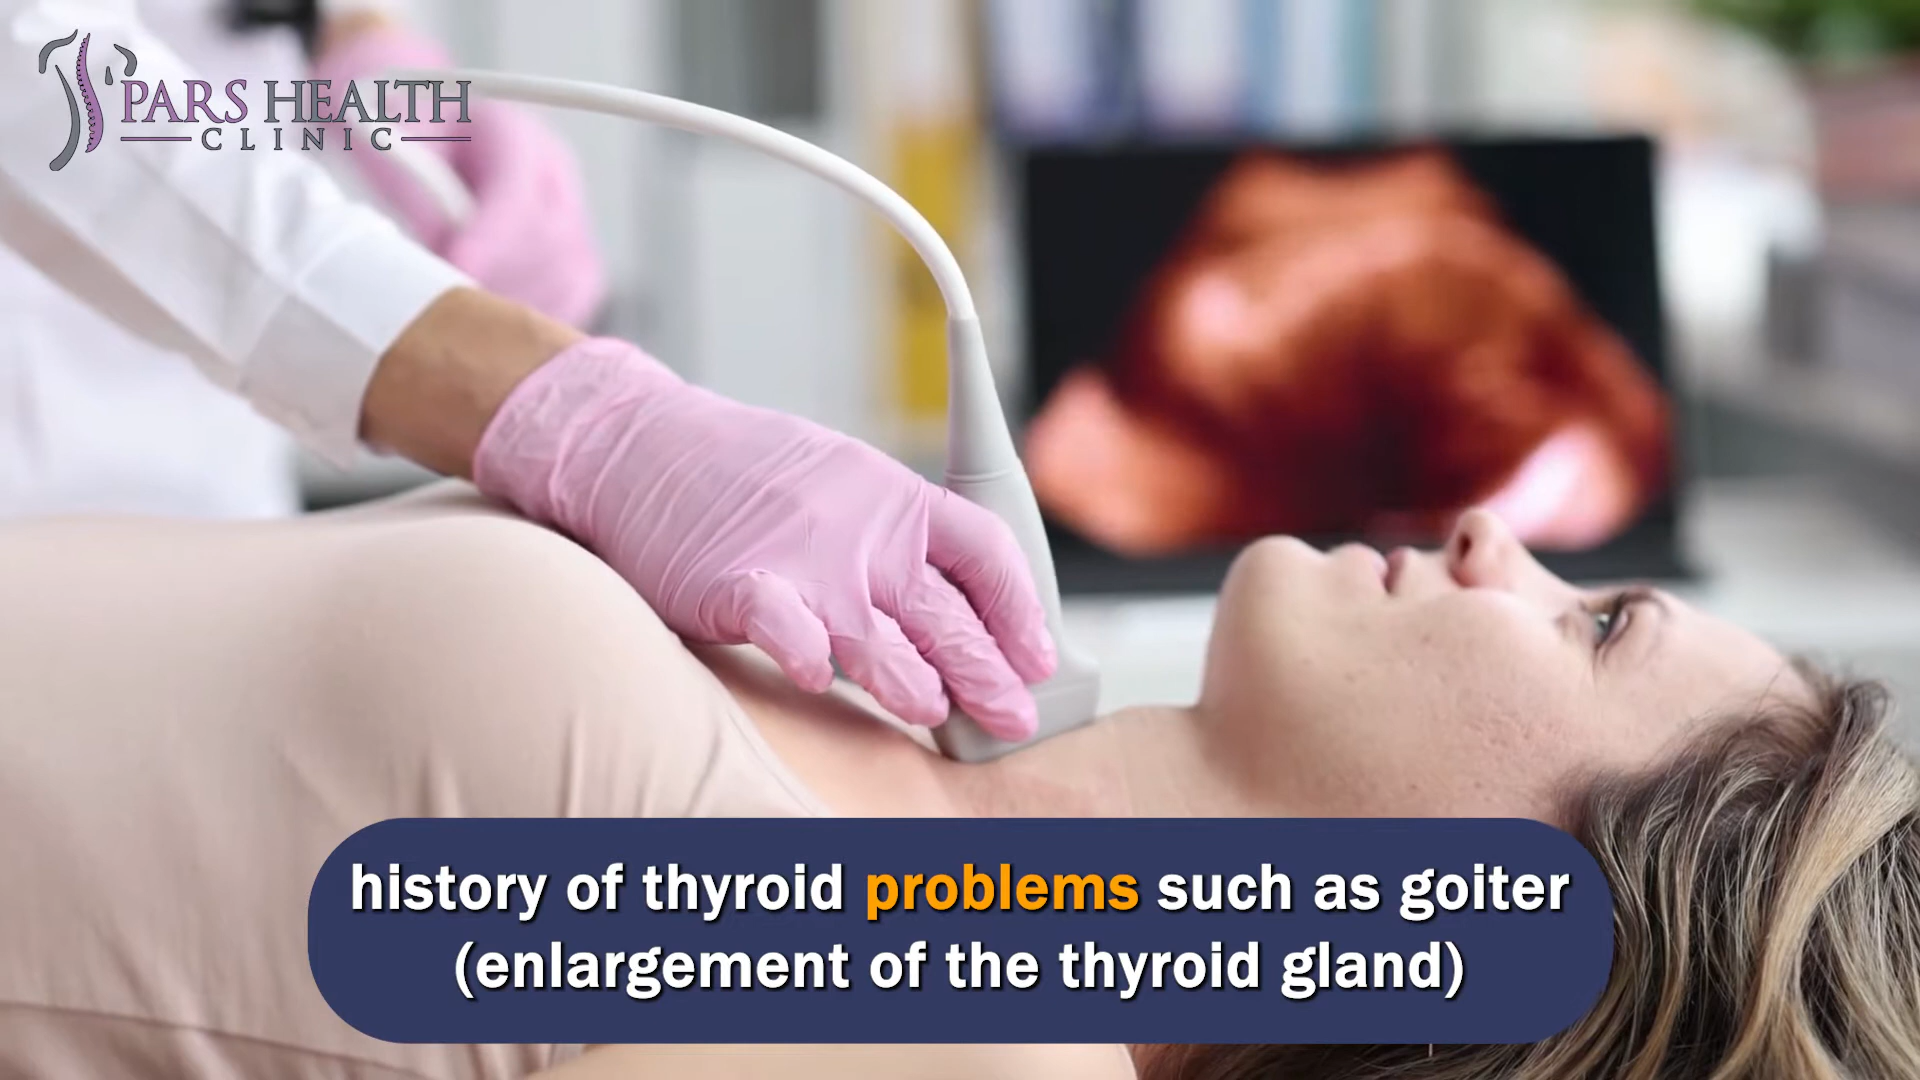 PARS HEALTH
CLINIC
history of thyroid problems such as goiter
(enlargement of the thyroid gland)